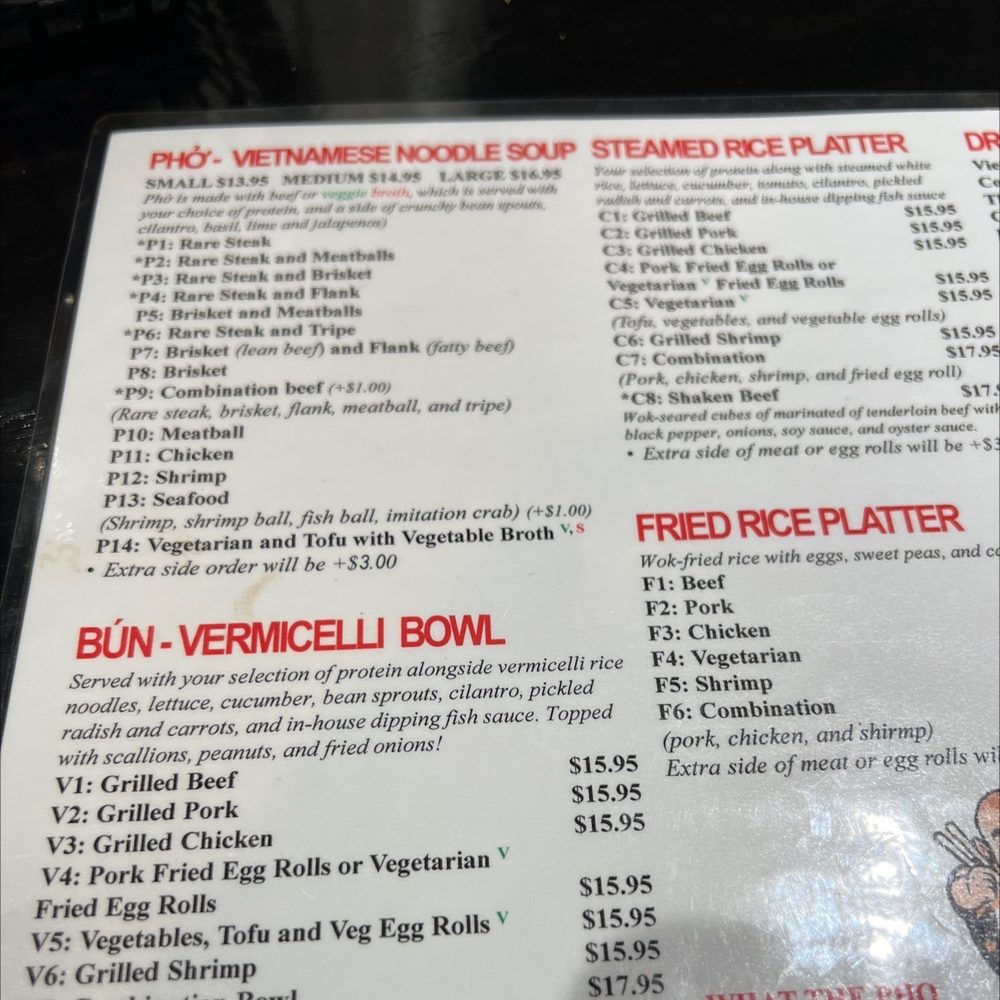 PHỞ - VIETNAMESE NOODLE SOUP
SMALL $13.95 MEDIUM $14.95 LARGE $16.95
Phở is made with beef or veggie broth, which is served with
your choice of protein, and a side of crunchy bean spouts,
cilantro, basil, lime and jalapenos)
*P1: Rare Steak
*P2: Rare Steak and Meatballs
*P3: Rare Steak and Brisket
*P4: Rare Steak and Flank
P5: Brisket and Meatballs
*P6: Rare Steak and Tripe
P7: Brisket (lean beef) and Flank (fatty beef)
P8: Brisket
*P9: Combination beef (+$1.00)
(Rare steak, brisket, flank, meatball, and tripe)
P10: Meatball
P11: Chicken
P12: Shrimp
P13: Seafood
(Shrimp, shrimp ball, fish ball, imitation crab) (+$1.00)
P14: Vegetarian and Tofu with Vegetable Broth V,S
• Extra side order will be +$3.00
BÚN - VERMICELLI BOWL
Served with your selection of protein alongside vermicelli rice
noodles, lettuce, cucumber, bean sprouts, cilantro, pickled
radish and carrots, and in-house dipping fish sauce. Topped
with scallions, peanuts, and fried onions!
V1: Grilled Beef $15.95
V2: Grilled Pork $15.95
V3: Grilled Chicken $15.95
V4: Pork Fried Egg Rolls or Vegetarian V
Fried Egg Rolls $15.95
V5: Vegetables, Tofu and Veg Egg Rolls V $15.95
V6: Grilled Shrimp $15.95
Combination Bowl $17.95
STEAMED RICE PLATTER
Your selection of protein along with steamed white
rice, lettuce, cucumber, tomato, cilantro, pickled
radish and carrots, and in-house dipping fish sauce
C1: Grilled Beef $15.95
C2: Grilled Pork $15.95
C3: Grilled Chicken $15.95
C4: Pork Fried Egg Rolls or
Vegetarian V Fried Egg Rolls $15.95
C5: Vegetarian V $15.95
(Tofu, vegetables, and vegetable egg rolls)
C6: Grilled Shrimp $15.95
C7: Combination $17.95
(Pork, chicken, shrimp, and fried egg roll)
*C8: Shaken Beef $17.
Wok-seared cubes of marinated of tenderloin beef with
black pepper, onions, soy sauce, and oyster sauce.
• Extra side of meat or egg rolls will be +$3
FRIED RICE PLATTER
Wok-fried rice with eggs, sweet peas, and
F1: Beef
F2: Pork
F3: Chicken
F4: Vegetarian
F5: Shrimp
F6: Combination
(pork, chicken, and shirmp)
Extra side of meat or egg rolls wi
WHAT THE PHO
DR